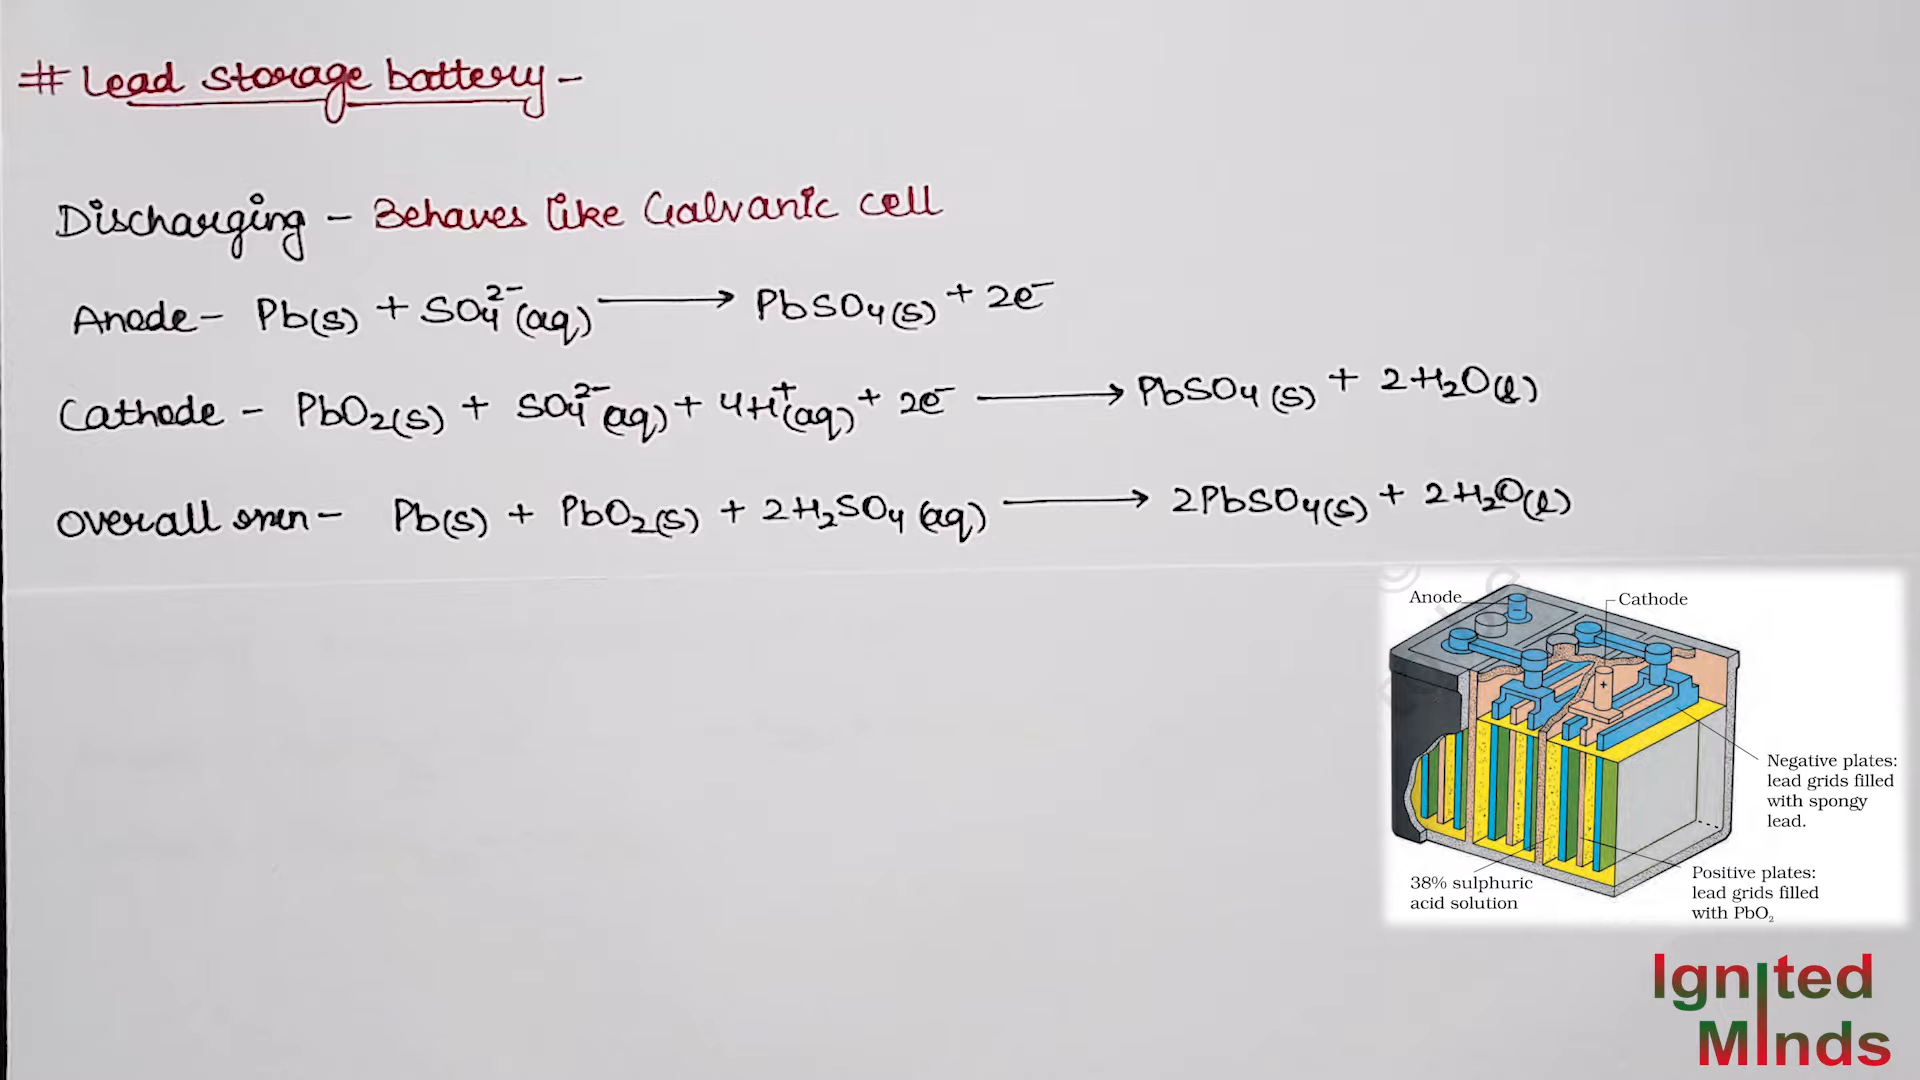 # Lead storage battery -
Discharging - Behaves like Galvanic cell
Anode - Pb(s) + SO₄²⁻(aq) ⟶ PbSO₄(s) + 2e⁻
Cathode - PbO₂(s) + SO₄²⁻(aq) + 4H⁺(aq) + 2e⁻ ⟶ PbSO₄(s) + 2H₂O(l)
Overall rxn - Pb(s) + PbO₂(s) + 2H₂SO₄(aq) ⟶ 2PbSO₄(s) + 2H₂O(l)
Anode
Cathode
−
+
Negative plates:
lead grids filled
with spongy
lead.
Positive plates:
lead grids filled
with PbO₂
38% sulphuric
acid solution
Ignited
Minds